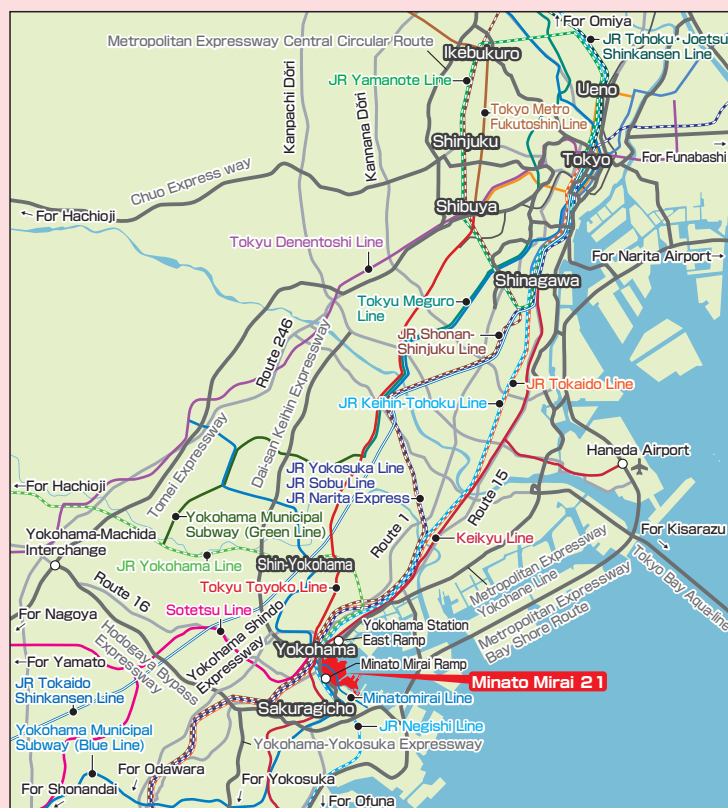 ↑For Omiya
Metropolitan Expressway Central Circular Route
JR Tohoku・Joetsu
Shinkansen Line
Ikebukuro
JR Yamanote Line
Ueno
Kanpachi Dōri
Kannana Dōri
Tokyo Metro
Fukutoshin Line
Shinjuku
Tokyo
For Funabashi
→
Chuo Express way
Shibuya
←For Hachioji
Tokyu Denentoshi Line
For Narita Airport→
Shinagawa
Tokyu Meguro
Line
Route 246
JR Shonan-
Shinjuku Line
Dai-san Keihin Expressway
JR Tokaido Line
JR Keihin-Tohoku Line
Tomei Expressway
Haneda Airport
JR Yokosuka Line
JR Sobu Line
JR Narita Express
←For Hachioji
Yokohama Municipal
Subway (Green Line)
Route 1
Route 15
For Kisarazu
Yokohama-Machida
Interchange
Keikyu Line
JR Yokohama Line
Shin-Yokohama
Metropolitan Expressway
Yokohane Line
Tokyo Bay Aqua-line
Route 16
Tokyu Toyoko Line
Metropolitan Expressway
Bay Shore Route
Sotetsu Line
For Nagoya
←
Yokohama Shindo
Expressway
Yokohama Station
East Ramp
Hodogaya Bypass
Expressway
Yokohama
←For Yamato
Minato Mirai Ramp
Minato Mirai 21
JR Tokaido
Shinkansen Line
Sakuragicho
Minatomirai Line
Yokohama Municipal
Subway (Blue Line)
JR Negishi Line
Yokohama-Yokosuka Expressway
For Odawara
For Yokosuka
For Shonandai
For Ofuna